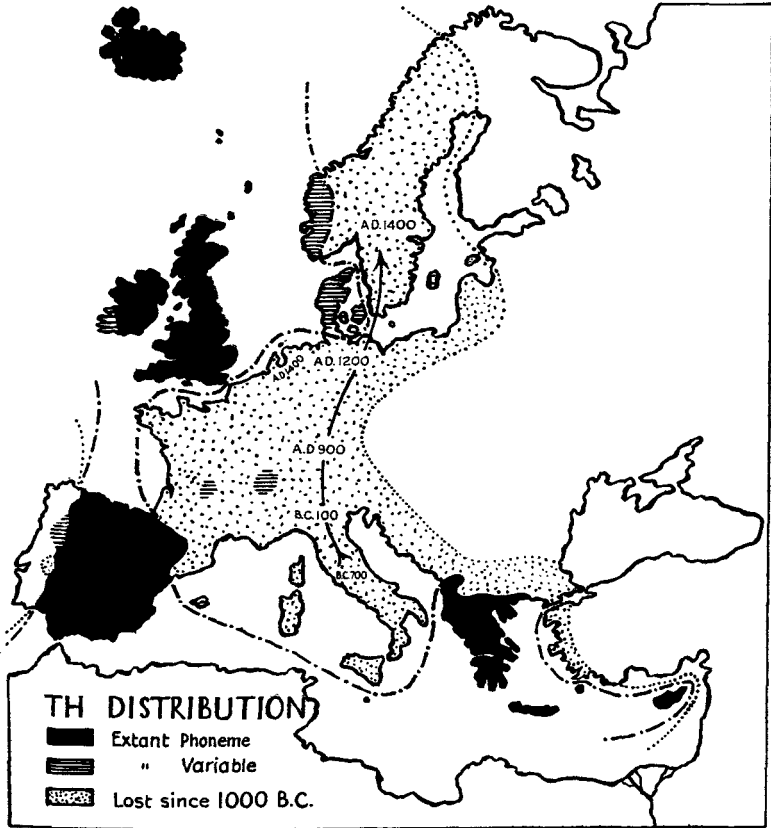 A.D.1400
A.D.1200
A.D.1400
A.D 900
B.C.100
B.C.700
TH DISTRIBUTION
Extant Phoneme
" Variable
Lost since 1000 B.C.